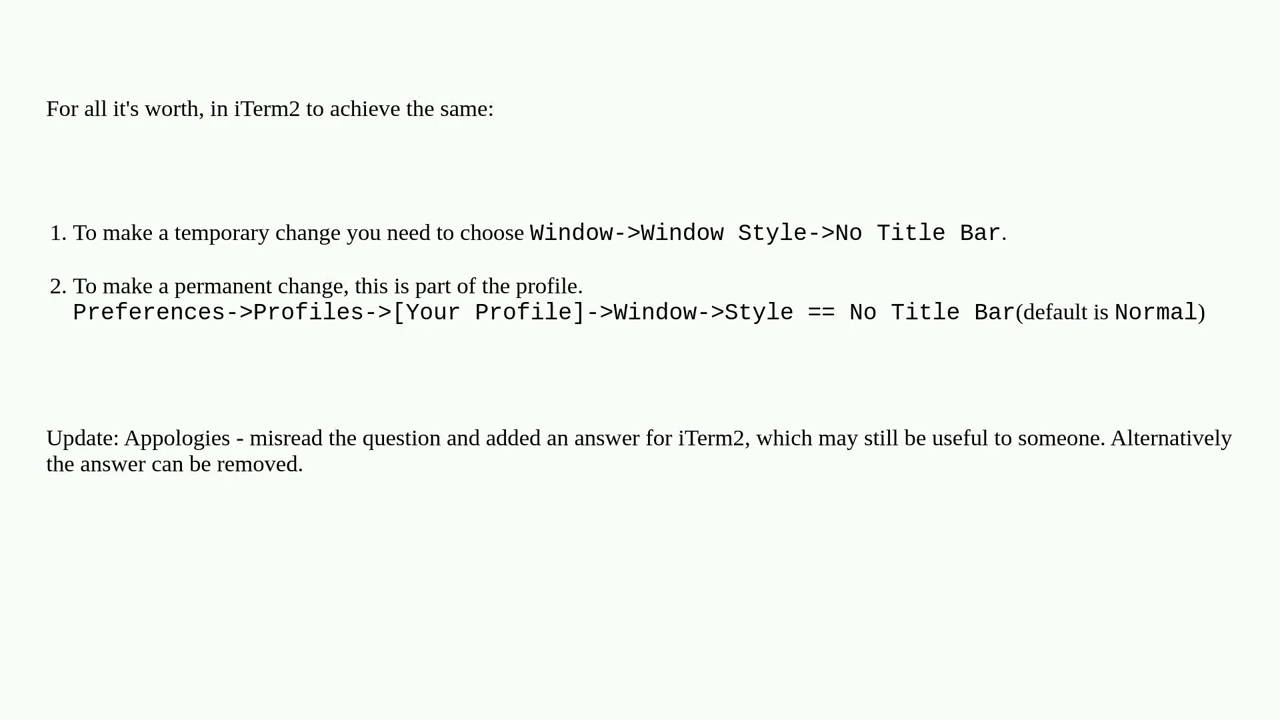 For all it's worth, in iTerm2 to achieve the same:
1. To make a temporary change you need to choose Window->Window Style->No Title Bar.
2. To make a permanent change, this is part of the profile.
Preferences->Profiles->[Your Profile]->Window->Style == No Title Bar(default is Normal)
Update: Appologies - misread the question and added an answer for iTerm2, which may still be useful to someone. Alternatively
the answer can be removed.